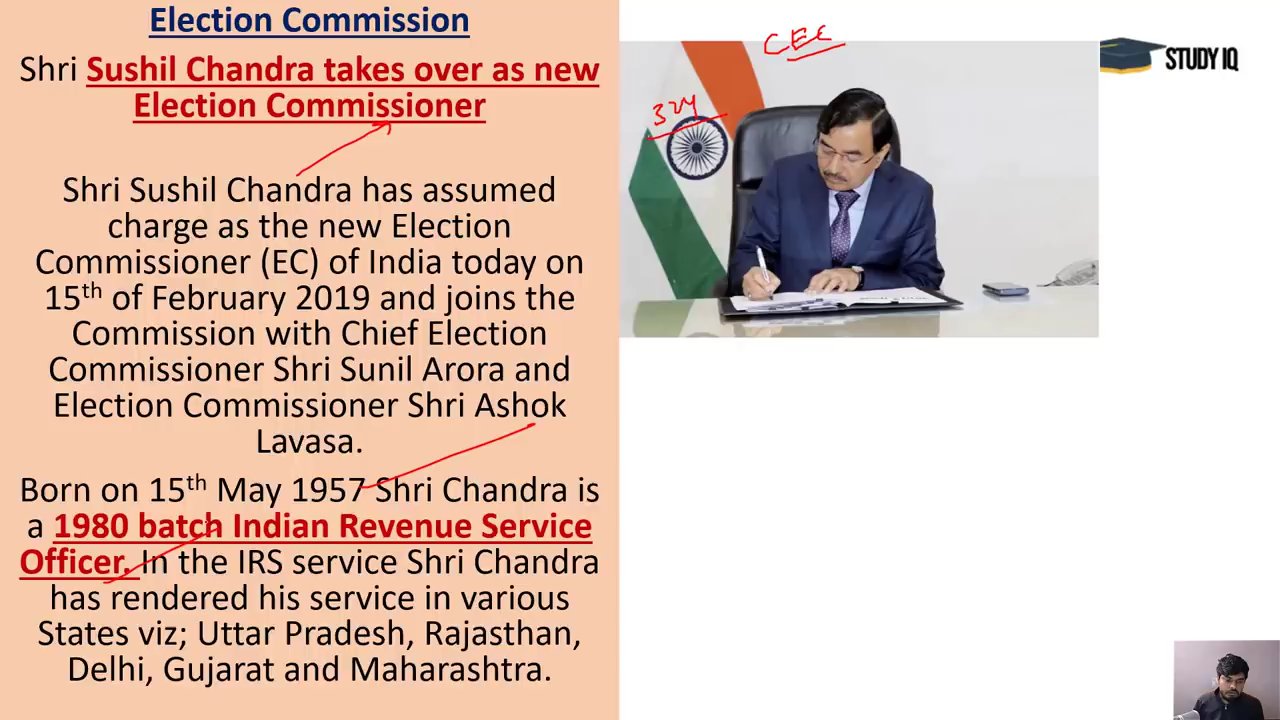 Election Commission
Shri Sushil Chandra takes over as new
Election Commissioner
Shri Sushil Chandra has assumed
charge as the new Election
Commissioner (EC) of India today on
15th of February 2019 and joins the
Commission with Chief Election
Commissioner Shri Sunil Arora and
Election Commissioner Shri Ashok
Lavasa.
Born on 15th May 1957 Shri Chandra is
a 1980 batch Indian Revenue Service
Officer. In the IRS service Shri Chandra
has rendered his service in various
States viz; Uttar Pradesh, Rajasthan,
Delhi, Gujarat and Maharashtra.
CEC
324
STUDY IQ